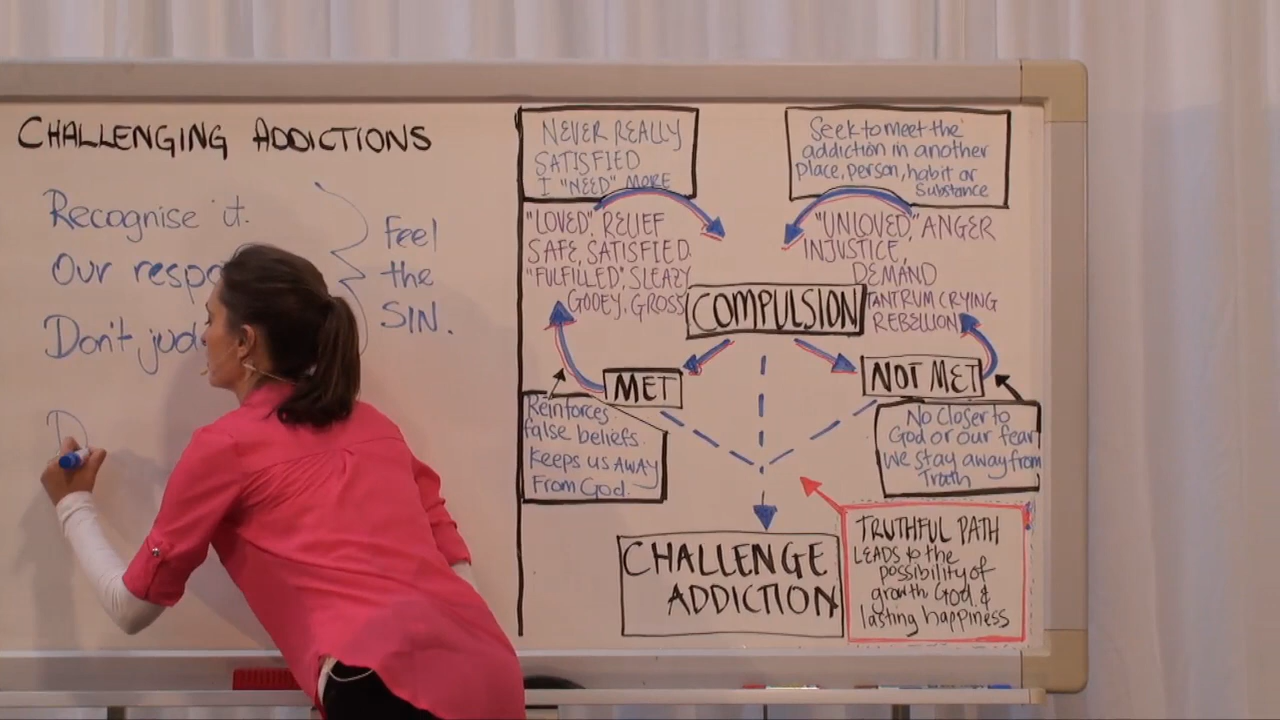 CHALLENGING ADDICTIONS
Recognise it.
Our
Don't
Feel
the
SIN.
D
NEVER REALLY
SATISFIED
I "NEED" MORE
Seek to meet the
addiction in another
place, person, habit or
Substance
"LOVED", RELIEF
SAFE, SATISFIED.
"FULFILLED", SLEAZY
GOOEY, GROSS
"UNLOVED," ANGER
INJUSTICE,
DEMAND
TANTRUM CRYING
REBELLION
COMPULSION
MET
NOT MET
Reinforces
false beliefs.
Keeps us AWAY
From God.
No Closer to
God or our fear
We stay away from
Truth
CHALLENGE
ADDICTION
TRUTHFUL PATH
LEADS to the
possibility of
growth, God, &
lasting happiness